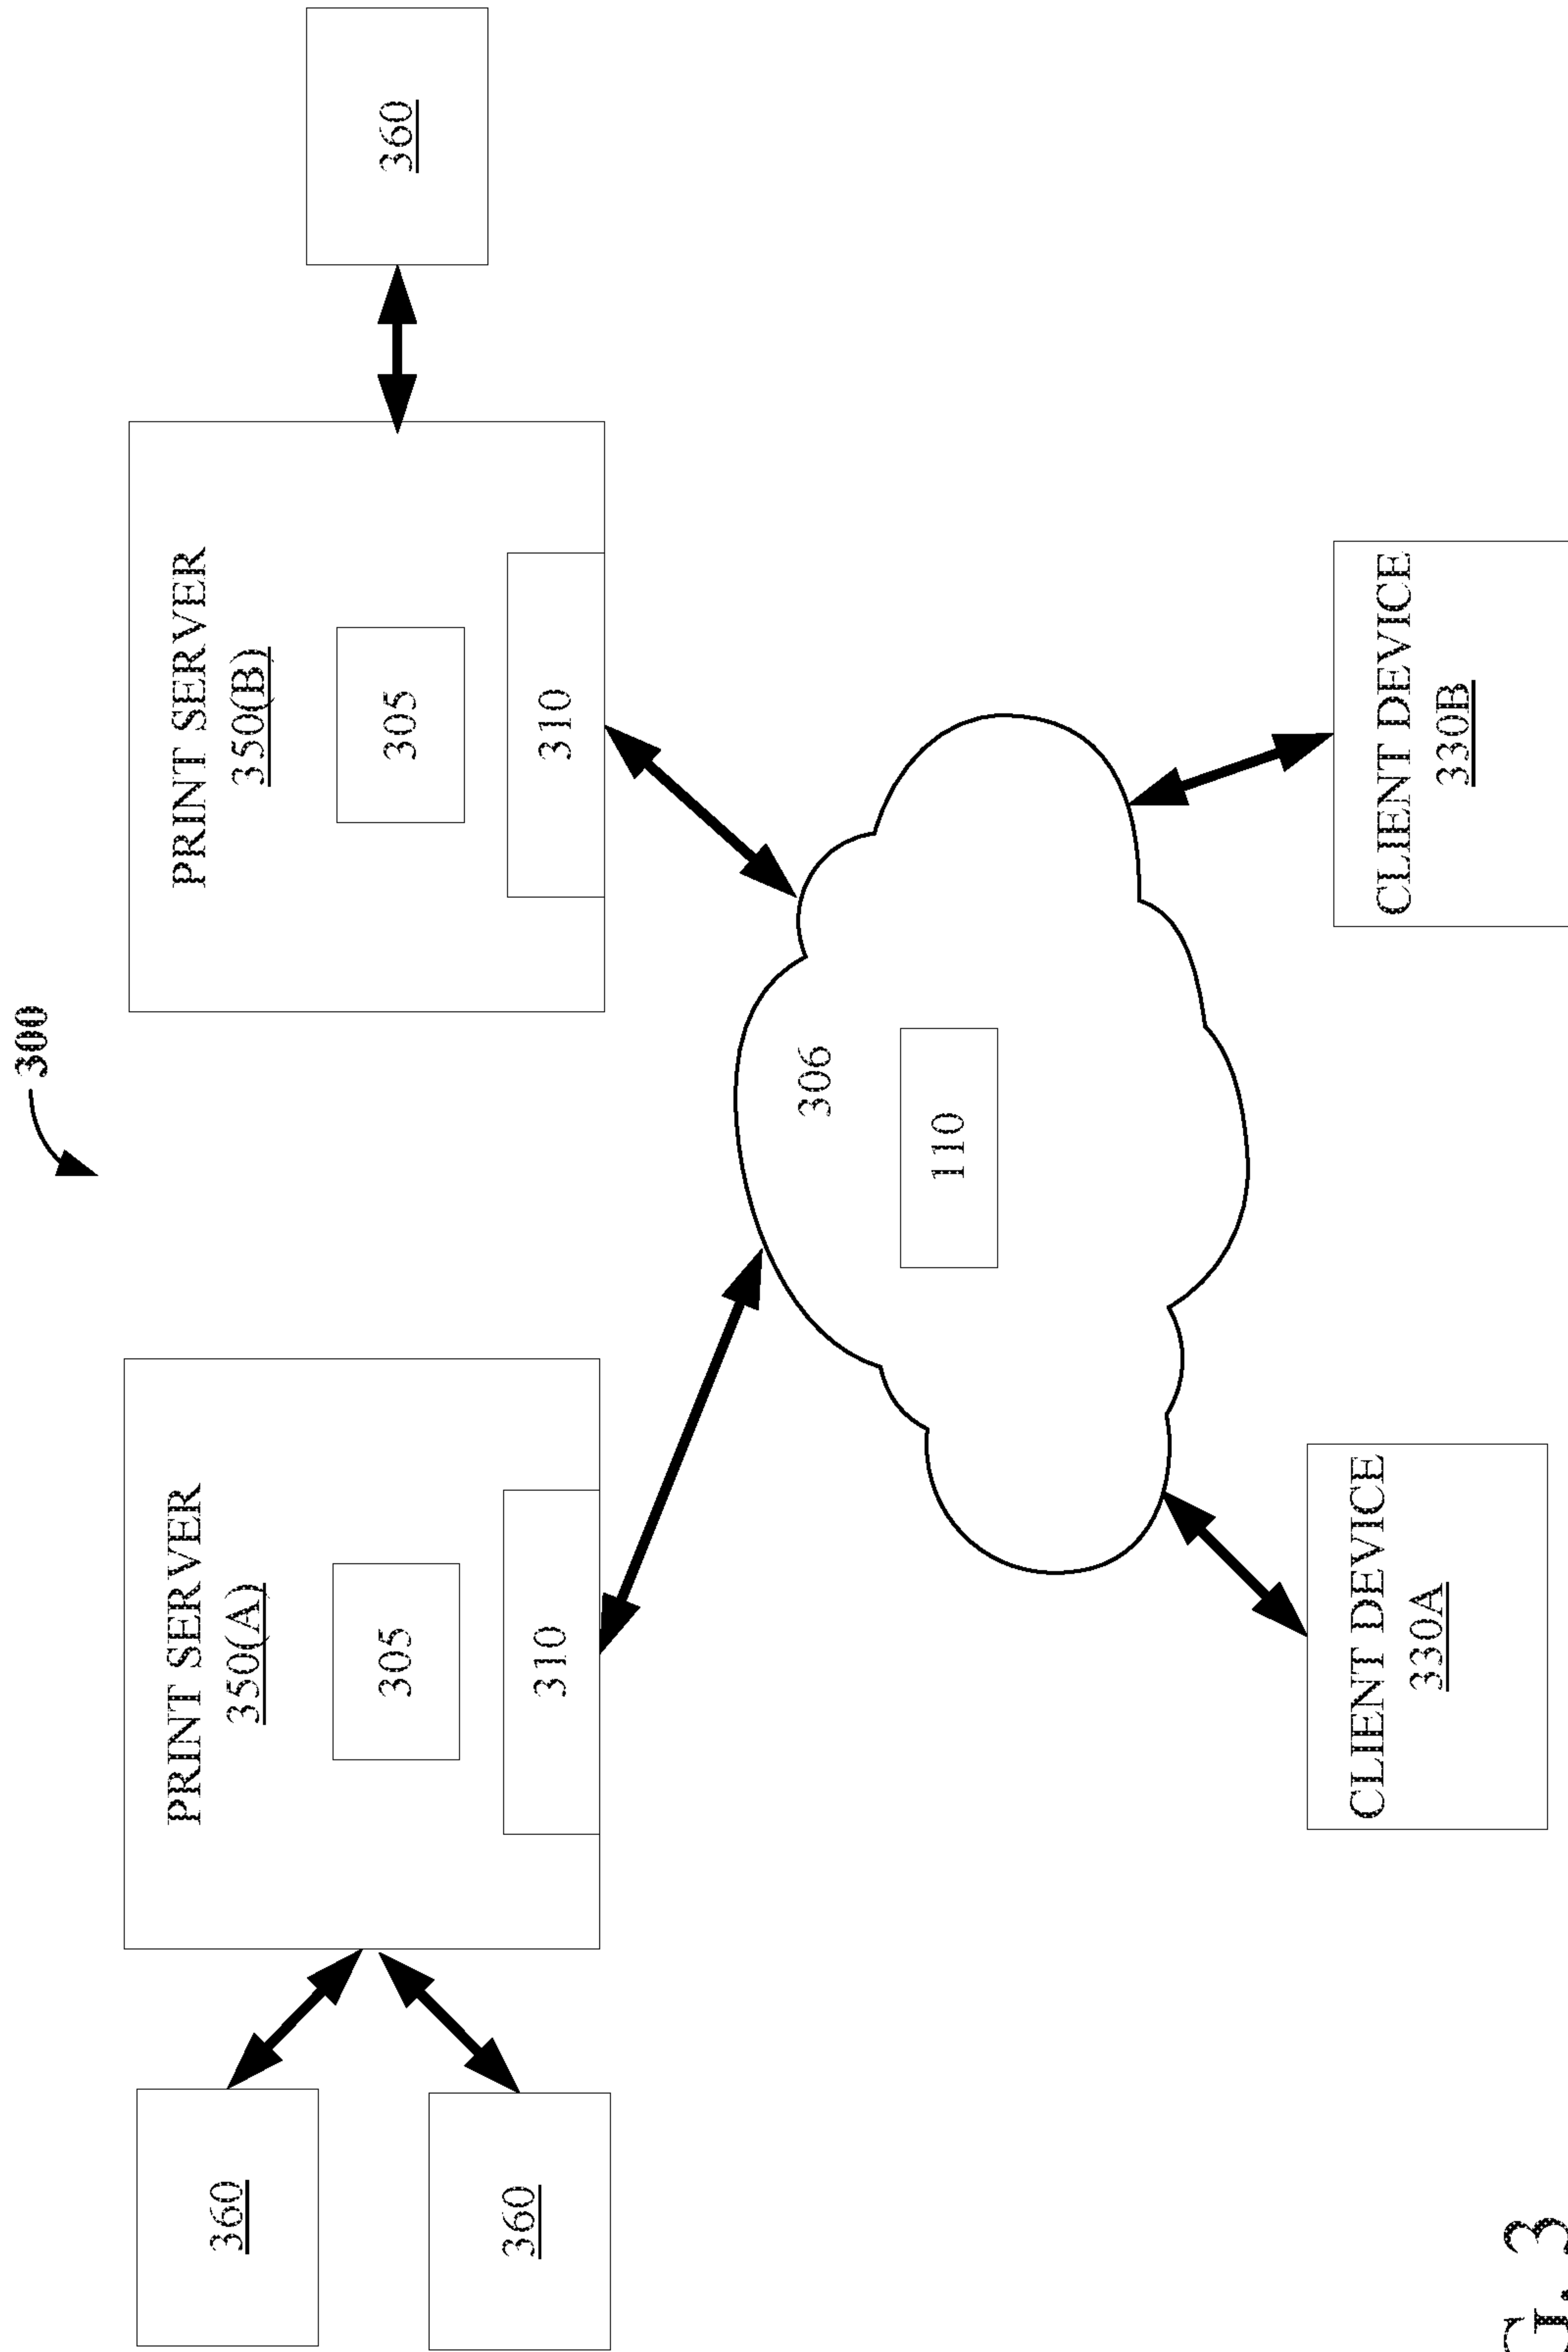 300
PRINT SERVER
350(A)
305
310
PRINT SERVER
350(B)
305
310
360
360
360
306
110
CLIENT DEVICE
330A
CLIENT DEVICE
330B
G. 3